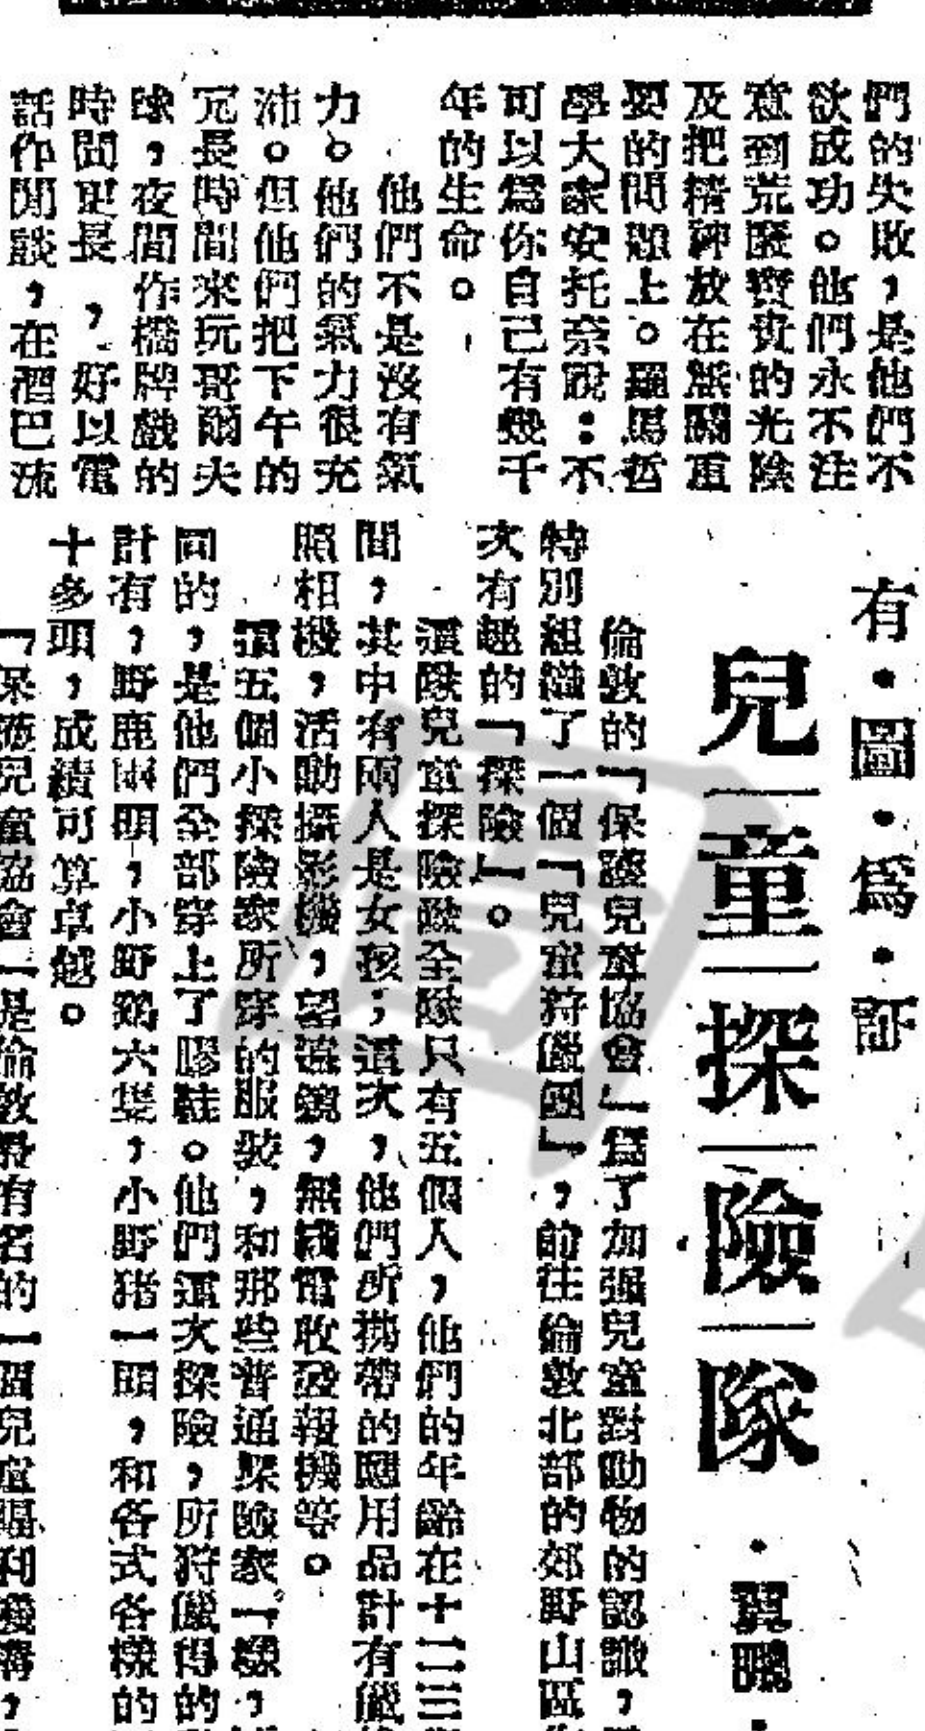 們的失敗,是他們不
欲成功。他們永不注
意到荒廢寶貴的光陰
及把精神放在無關重
要的問題上。羅馬哲
學大家安托奈說:不
可以爲你自己有幾千
年的生命。
他們不是沒有氣
力。他們的氣力很充
沛。但他們把下午的
冗長時間來玩哥爾夫
球,夜間作橋牌戲的
時間更長,好以電
話作閒談,在酒巴流
有·圖·爲·証
兒—童—探—險—隊
·翼鵬·
倫敦的「保護兒童協會」爲了加強兒童對動物的認識,
特別組織了一個「兒童狩獵團」,前往倫敦北部的郊野山區
次有趣的「探險」。
這隊兒童探險隊全隊只有五個人,他們的年齡在十二三
間,其中有兩人是女孩;這次,他們所携帶的應用品計有獵
照相機,活動攝影機,望遠鏡,無線電收發報機等。
這五個小探險家所穿的服裝,和那些普通探險家一樣,
同的,是他們全部穿上了膠鞋。他們這次探險,所狩獵得的
計有,野鹿兩頭,小野鷄六隻,小野猪一頭,和各式各樣的
十多頭,成績可算卓越。
「保護兒童協會」是倫敦最有名的一個兒童福利機構,